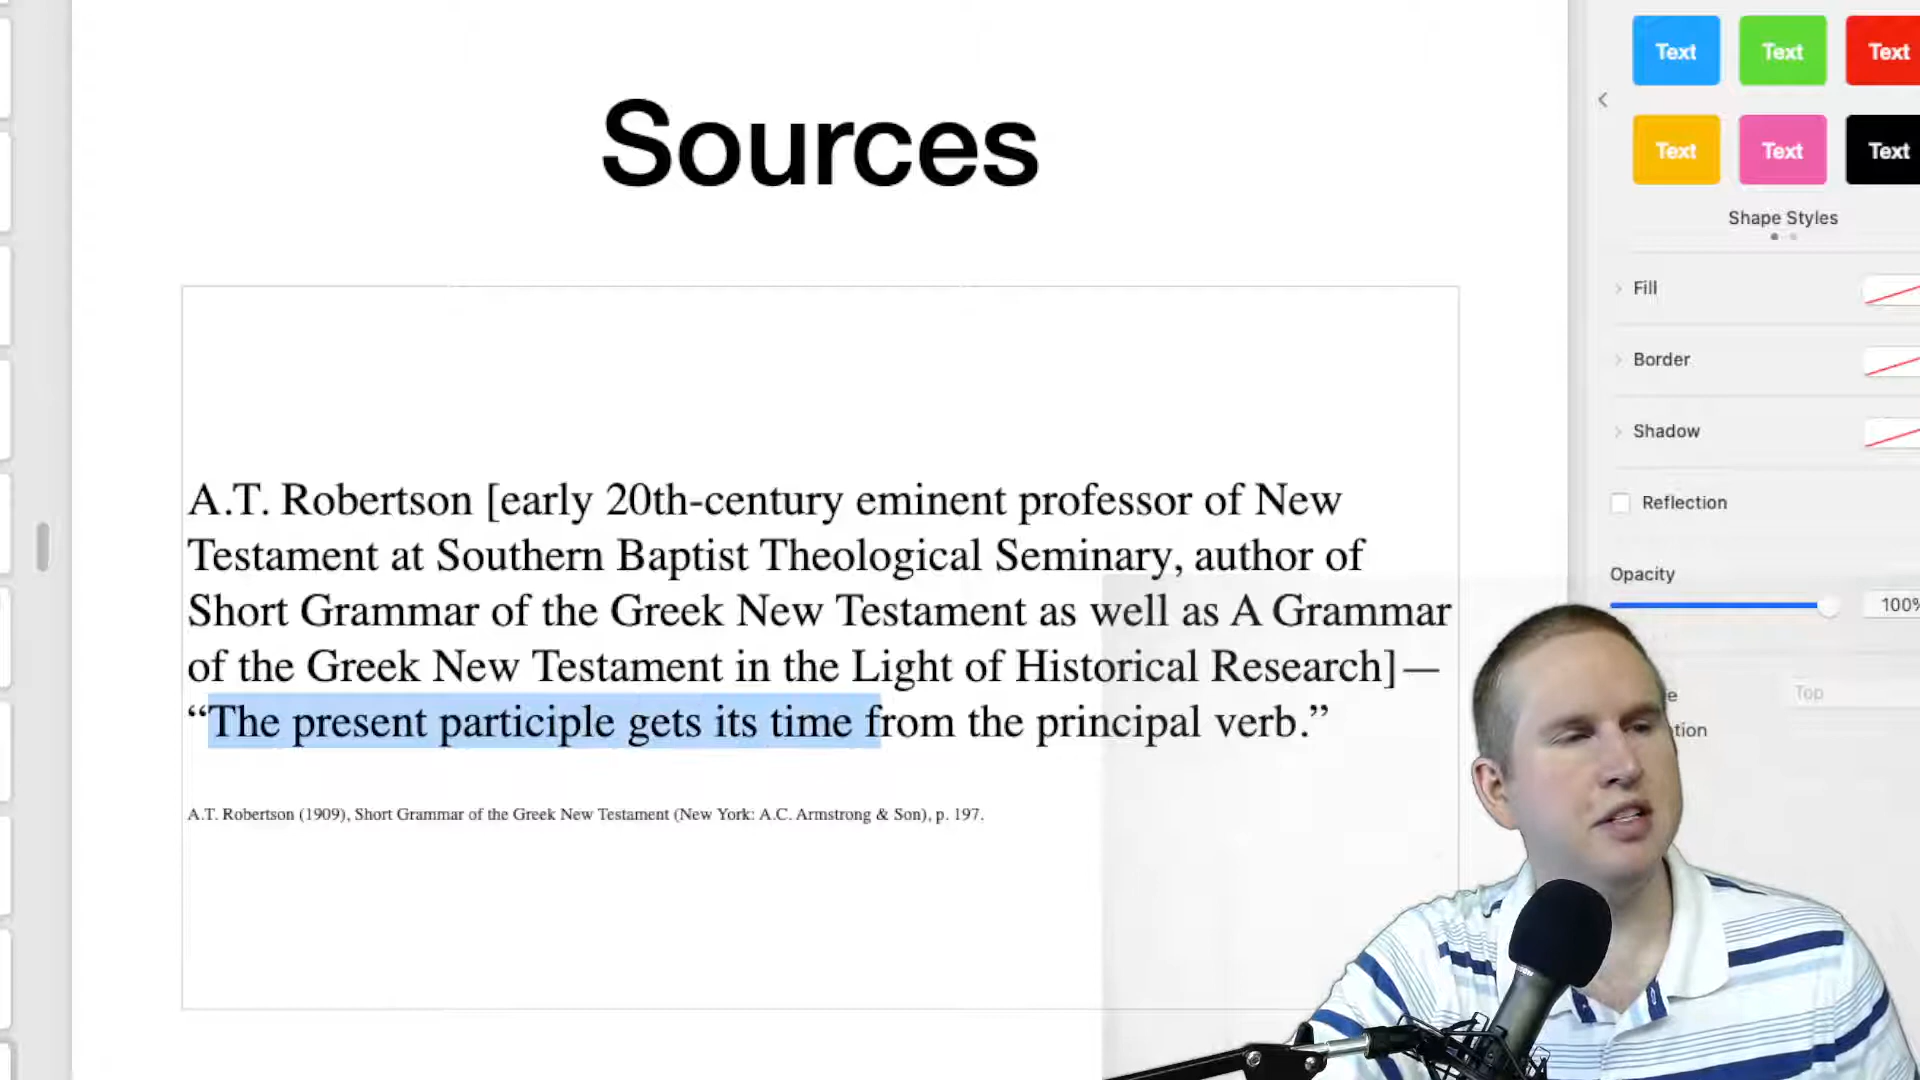 Sources
A.T. Robertson [early 20th-century eminent professor of New
Testament at Southern Baptist Theological Seminary, author of
Short Grammar of the Greek New Testament as well as A Grammar
of the Greek New Testament in the Light of Historical Research]—
“The present participle gets its time from the principal verb.”
A.T. Robertson (1909), Short Grammar of the Greek New Testament (New York: A.C. Armstrong & Son), p. 197.
Text Text Text
Text Text Text
Shape Styles
Fill
Border
Shadow
Reflection
Opacity
100%
Top